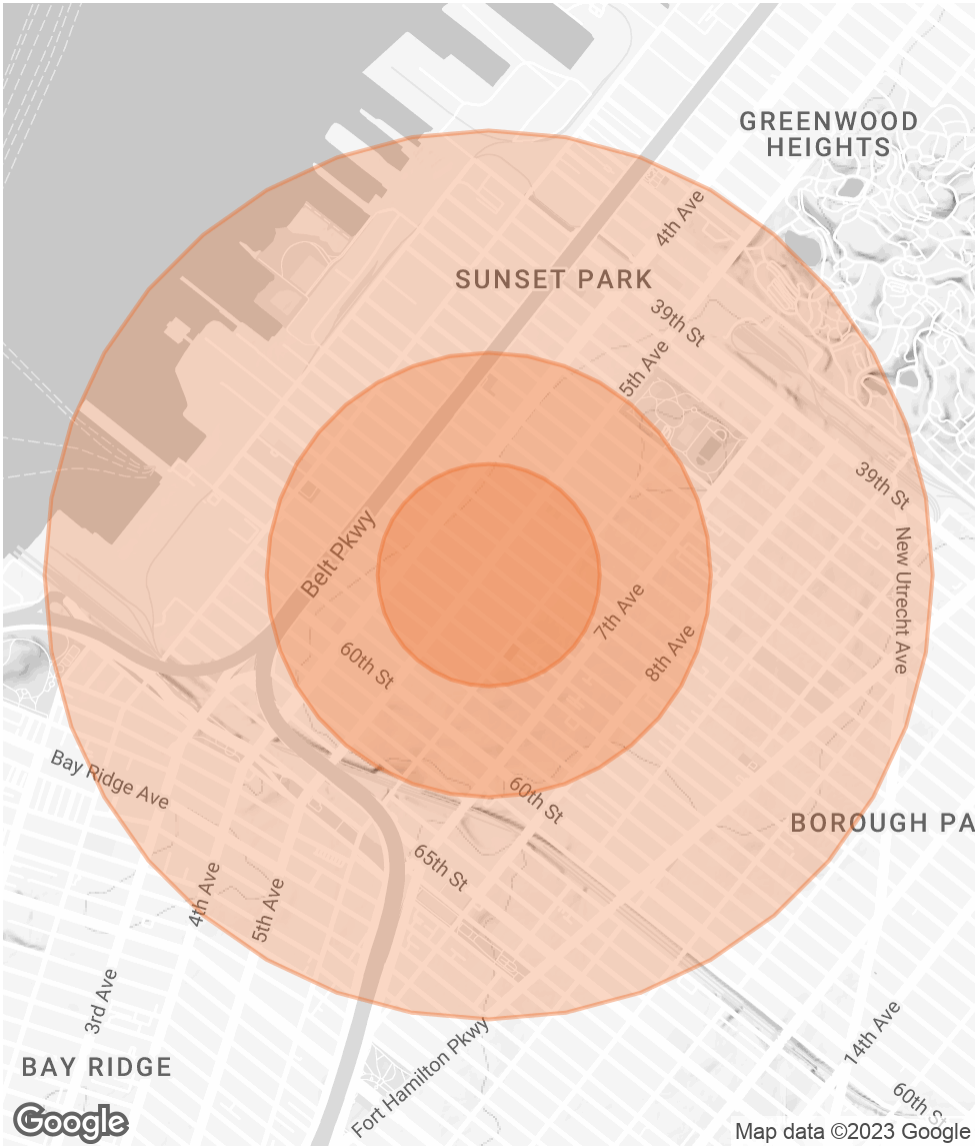 GREENWOOD
HEIGHTS
4th Ave
SUNSET PARK
39th St
5th Ave
39th St
Belt Pkwy
New Utrecht Ave
7th Ave
8th Ave
60th St
Bay Ridge Ave
60th St
BOROUGH PA
65th St
4th Ave
5th Ave
3rd Ave
14th Ave
Fort Hamilton Pkwy
BAY RIDGE
60th St
Google
Map data ©2023 Google